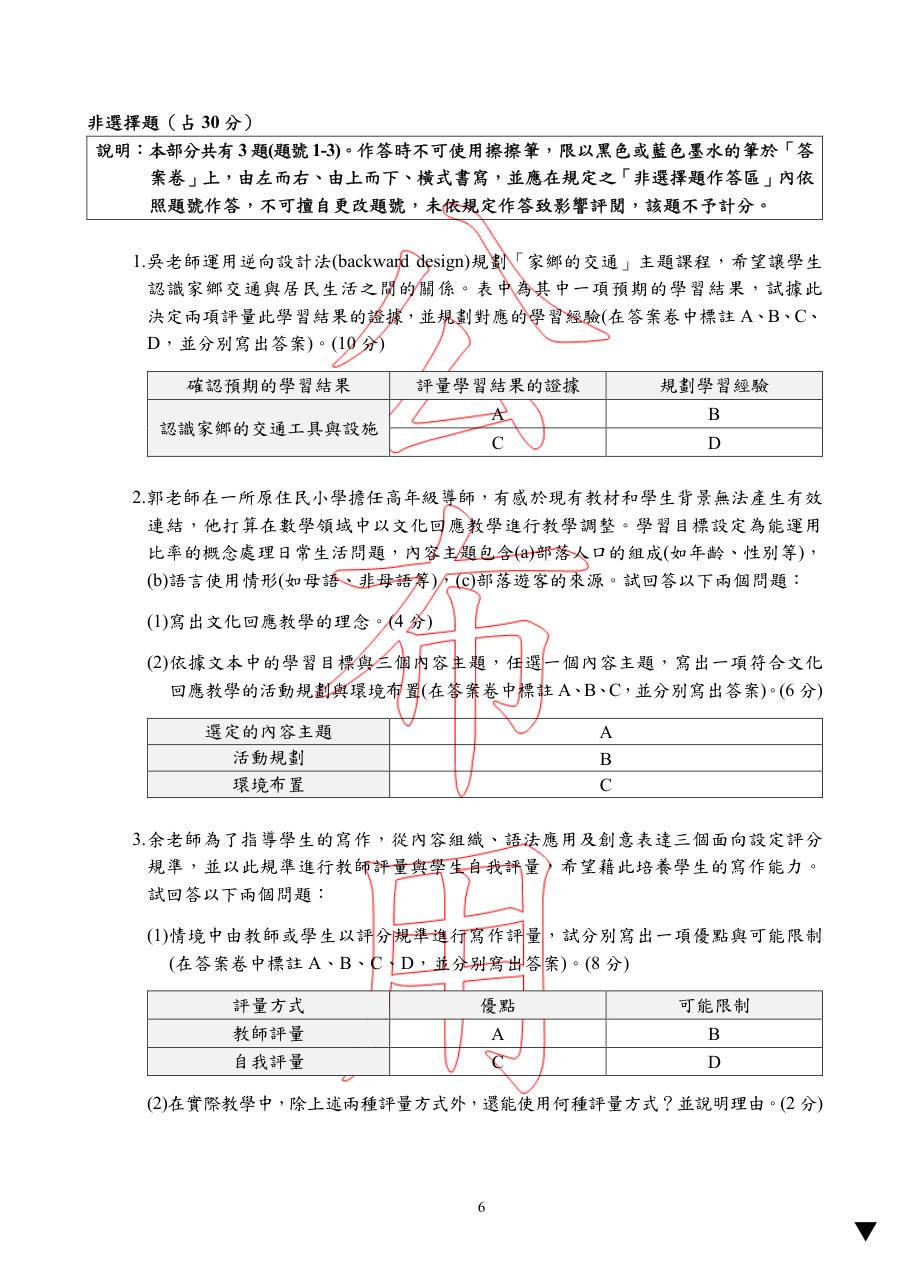 非選擇題（占 30 分）
說明：本部分共有 3 題(題號 1-3)。作答時不可使用擦擦筆，限以黑色或藍色墨水的筆於「答
案卷」上，由左而右、由上而下、橫式書寫，並應在規定之「非選擇題作答區」內依
照題號作答，不可擅自更改題號，未依規定作答致影響評閱，該題不予計分。
1.吳老師運用逆向設計法(backward design)規劃「家鄉的交通」主題課程，希望讓學生
認識家鄉交通與居民生活之間的關係。表中為其中一項預期的學習結果，試據此
決定兩項評量此學習結果的證據，並規劃對應的學習經驗(在答案卷中標註 A、B、C、
D，並分別寫出答案)。(10 分)
確認預期的學習結果 評量學習結果的證據 規劃學習經驗
認識家鄉的交通工具與設施 A B
C D
2.郭老師在一所原住民小學擔任高年級導師，有感於現有教材和學生背景無法產生有效
連結，他打算在數學領域中以文化回應教學進行教學調整。學習目標設定為能運用
比率的概念處理日常生活問題，內容主題包含(a)部落人口的組成(如年齡、性別等)，
(b)語言使用情形(如母語、非母語等)，(c)部落遊客的來源。試回答以下兩個問題：
(1)寫出文化回應教學的理念。(4 分)
(2)依據文本中的學習目標與三個內容主題，任選一個內容主題，寫出一項符合文化
回應教學的活動規劃與環境布置(在答案卷中標註 A、B、C，並分別寫出答案)。(6 分)
選定的內容主題 A
活動規劃 B
環境布置 C
3.余老師為了指導學生的寫作，從內容組織、語法應用及創意表達三個面向設定評分
規準，並以此規準進行教師評量與學生自我評量，希望藉此培養學生的寫作能力。
試回答以下兩個問題：
(1)情境中由教師或學生以評分規準進行寫作評量，試分別寫出一項優點與可能限制
(在答案卷中標註 A、B、C、D，並分別寫出答案)。(8 分)
評量方式 優點 可能限制
教師評量 A B
自我評量 C D
(2)在實際教學中，除上述兩種評量方式外，還能使用何種評量方式？並說明理由。(2 分)
公布用
6